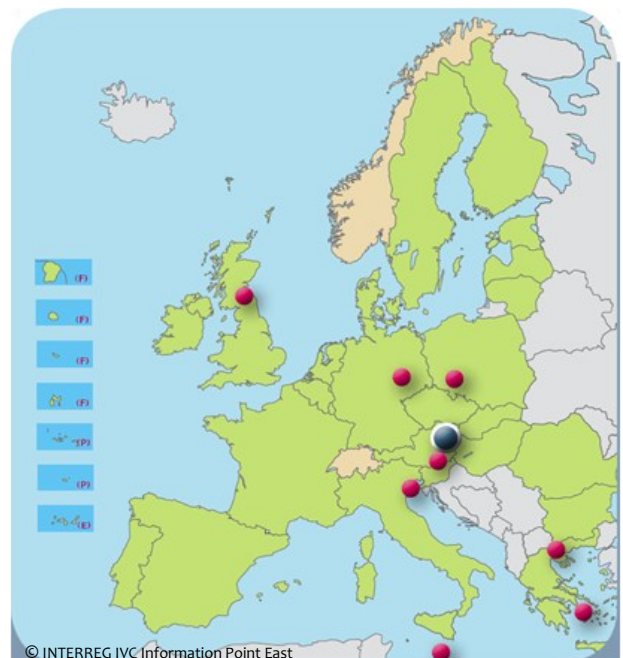 (F)
(F)
(F)
(F)
(P)
(P)
(E)
© INTERREG IVC Information Point East